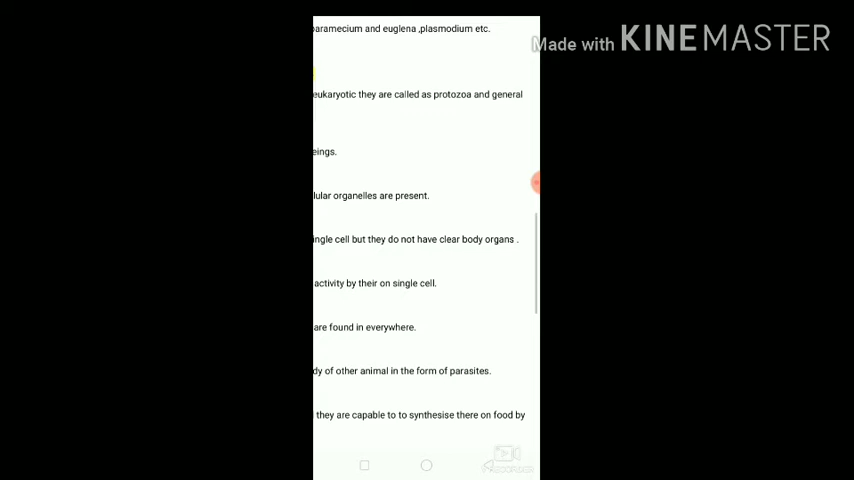 paramecium and euglena ,plasmodium etc.
Made with KINEMASTER
eukaryotic they are called as protozoa and general
eings.
lular organelles are present.
ingle cell but they do not have clear body organs .
activity by their on single cell.
are found in everywhere.
dy of other animal in the form of parasites.
they are capable to to synthesise there on food by